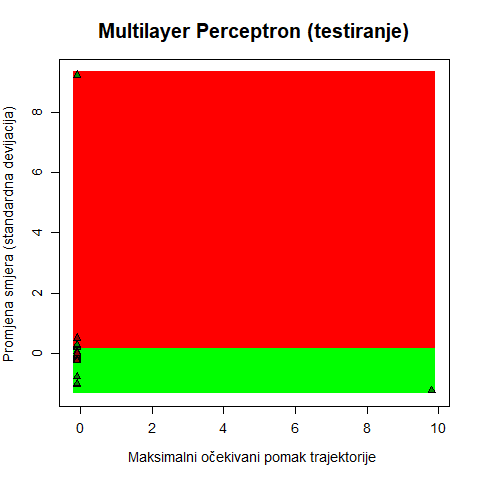 Multilayer Perceptron (testiranje)
Promjena smjera (standardna devijacija)
8
6
4
2
0
0 2 4 6 8 10
Maksimalni očekivani pomak trajektorije